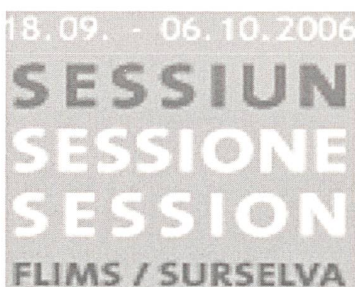 18.09. - 06.10.2006
SESSIUN
SESSIONE
SESSION
FLIMS / SURSELVA